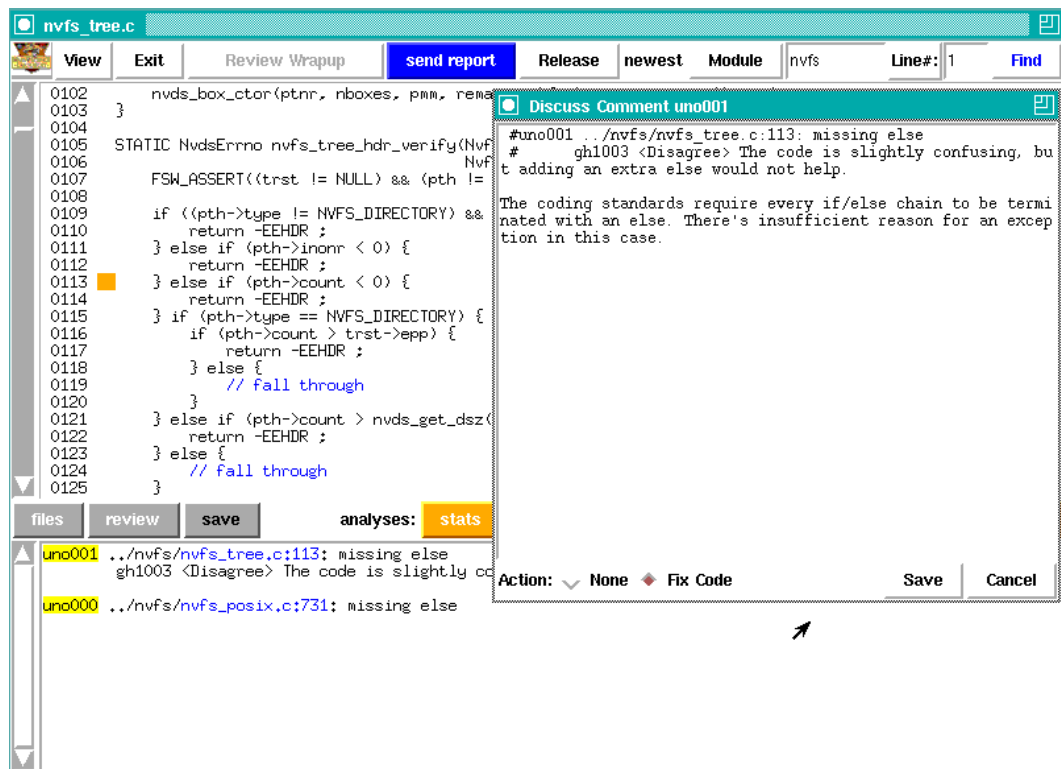 nvfs_tree.c
View Exit Review Wrapup send report Release newest Module nvfs Line#: 1 Find
0102 nvds_box_ctor(ptnr, nboxes, pmm, rema
0103 }
0104
0105 STATIC NvdsErrno nvfs_tree_hdr_verify(Nvf
0106 Nvf
0107 FSW_ASSERT((trst != NULL) && (pth !=
0108
0109 if ((pth->type != NVFS_DIRECTORY) &&
0110 return -EEHDR ;
0111 } else if (pth->inonr < 0) {
0112 return -EEHDR ;
0113 } else if (pth->count < 0) {
0114 return -EEHDR ;
0115 } if (pth->type == NVFS_DIRECTORY) {
0116 if (pth->count > trst->epp) {
0117 return -EEHDR ;
0118 } else {
0119 // fall through
0120 }
0121 } else if (pth->count > nvds_get_dsz(
0122 return -EEHDR ;
0123 } else {
0124 // fall through
0125 }
Discuss Comment uno001
#uno001 ../nvfs/nvfs_tree.c:113: missing else
# gh1003 <Disagree> The code is slightly confusing, bu
t adding an extra else would not help.
The coding standards require every if/else chain to be termi
nated with an else. There's insufficient reason for an excep
tion in this case.
Action: None Fix Code Save Cancel
files review save analyses: stats
uno001 ../nvfs/nvfs_tree.c:113: missing else
gh1003 <Disagree> The code is slightly co
uno000 ../nvfs/nvfs_posix.c:731: missing else